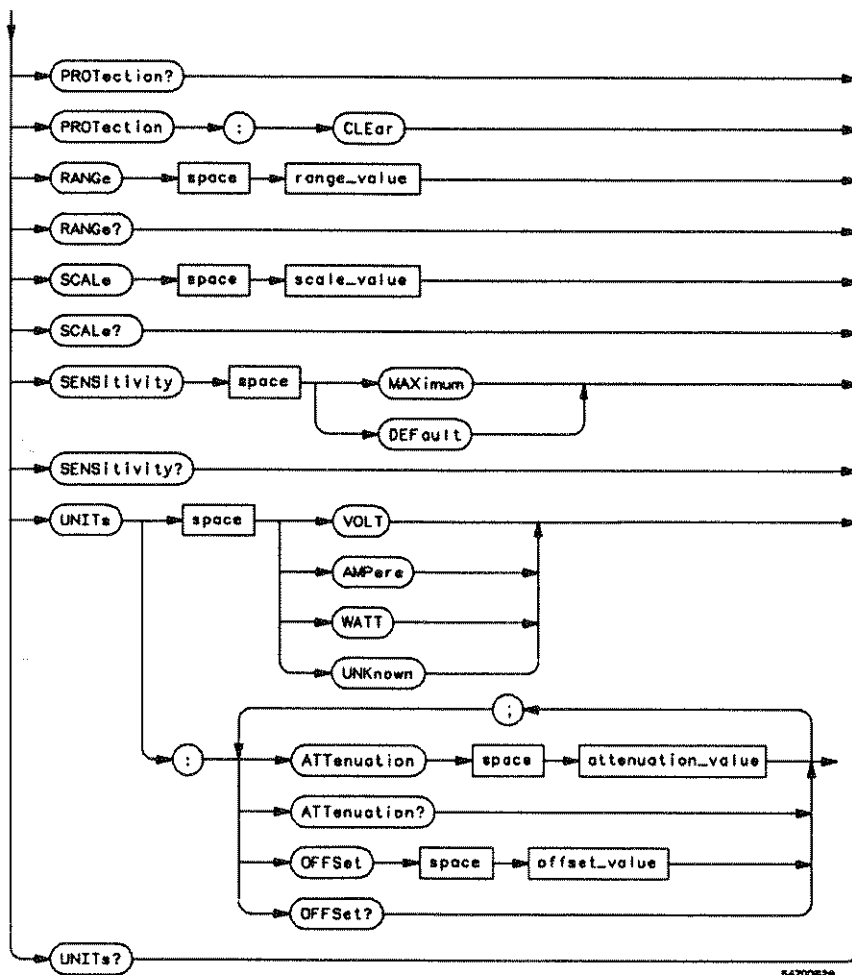 PROTection?
PROTection : CLEar
RANGe space range_value
RANGe?
SCALe space scale_value
SCALe?
SENSitivity space MAXimum
DEFault
SENSitivity?
UNITs space VOLT
AMPere
WATT
UNKnown
;
: ATTenuation space attenuation_value
ATTenuation?
OFFSet space offset_value
OFFSet?
UNITs?
54700528